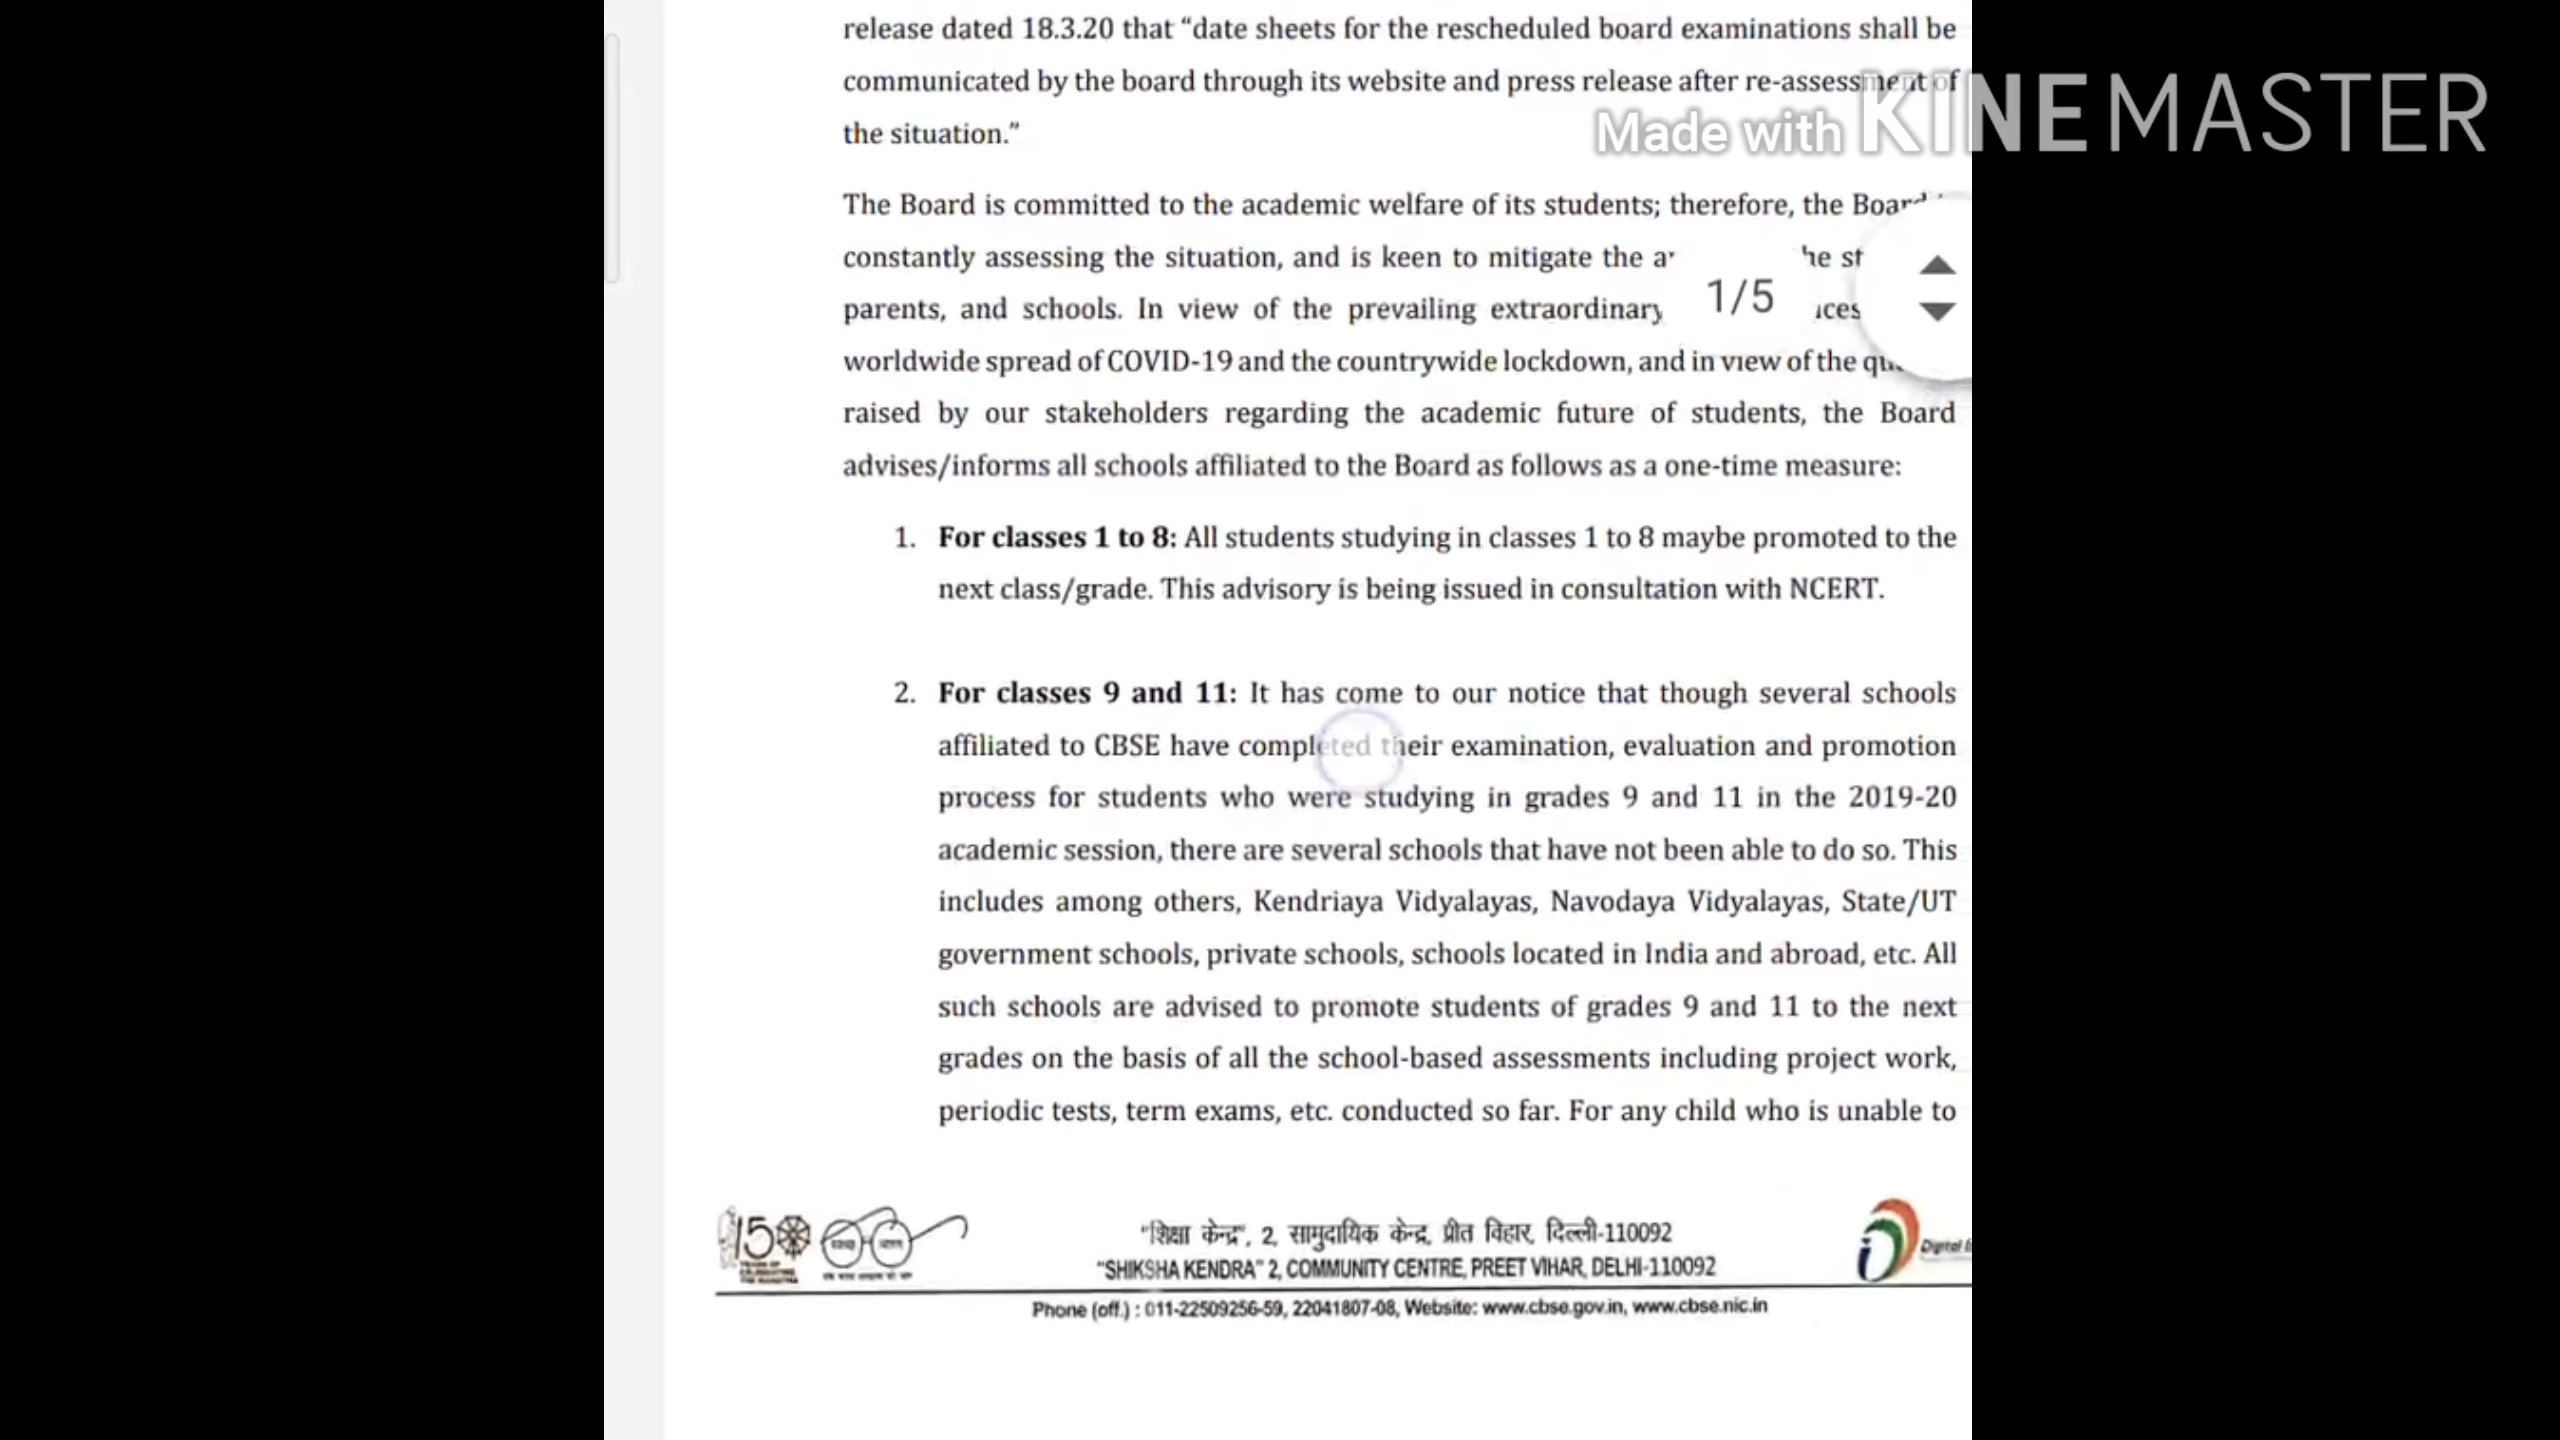 release dated 18.3.20 that “date sheets for the rescheduled board examinations shall be
communicated by the board through its website and press release after re-assessment of
the situation.”
Made with KINEMASTER
The Board is committed to the academic welfare of its students; therefore, the Board
constantly assessing the situation, and is keen to mitigate the
parents, and schools. In view of the prevailing extraordinary
1/5
worldwide spread of COVID-19 and the countrywide lockdown, and in view of the
raised by our stakeholders regarding the academic future of students, the Board
advises/informs all schools affiliated to the Board as follows as a one-time measure:
1. For classes 1 to 8: All students studying in classes 1 to 8 maybe promoted to the
next class/grade. This advisory is being issued in consultation with NCERT.
2. For classes 9 and 11: It has come to our notice that though several schools
affiliated to CBSE have completed their examination, evaluation and promotion
process for students who were studying in grades 9 and 11 in the 2019-20
academic session, there are several schools that have not been able to do so. This
includes among others, Kendriaya Vidyalayas, Navodaya Vidyalayas, State/UT
government schools, private schools, schools located in India and abroad, etc. All
such schools are advised to promote students of grades 9 and 11 to the next
grades on the basis of all the school-based assessments including project work,
periodic tests, term exams, etc. conducted so far. For any child who is unable to
150
"शिक्षा केन्द्र", 2, सामुदायिक केन्द्र, प्रीत विहार, दिल्ली-110092
"SHIKSHA KENDRA" 2, COMMUNITY CENTRE, PREET VIHAR, DELHI-110092
Phone (off.) : 011-22509256-59, 22041807-08, Website: www.cbse.gov.in, www.cbse.nic.in